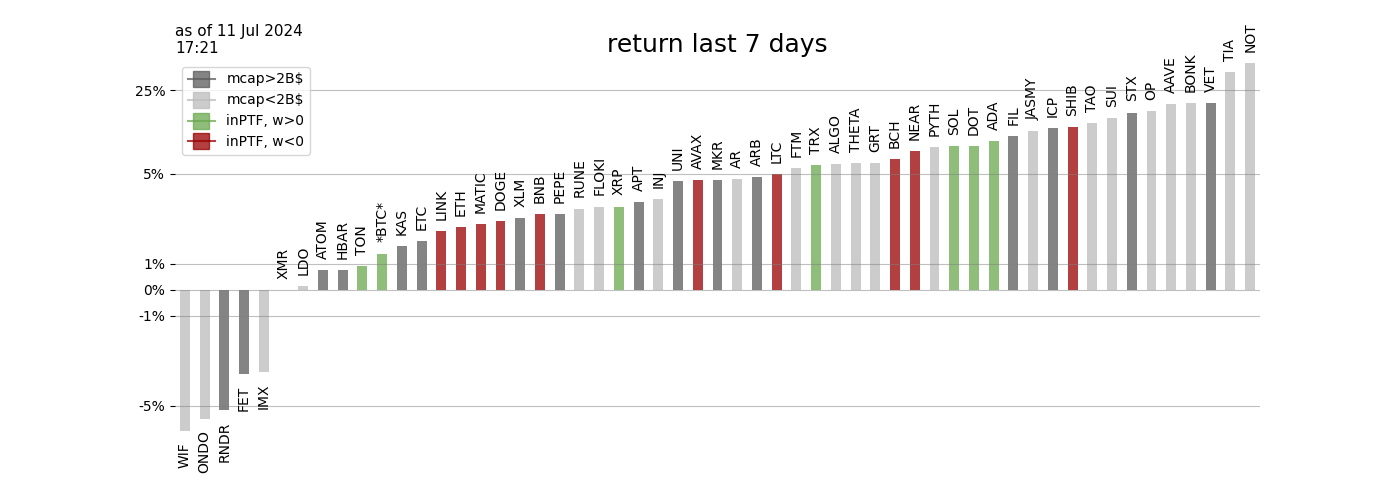 as of 11 Jul 2024
17:21
return last 7 days
mcap>2B$
mcap<2B$
inPTF, w>0
inPTF, w<0
25%
5%
1%
0%
-1%
-5%
WIF
ONDO
RNDR
FET
IMX
XMR
LDO
ATOM
HBAR
TON
*BTC*
KAS
ETC
LINK
ETH
MATIC
DOGE
XLM
BNB
PEPE
RUNE
FLOKI
XRP
APT
INJ
UNI
AVAX
MKR
AR
ARB
LTC
FTM
TRX
ALGO
THETA
GRT
BCH
NEAR
PYTH
SOL
DOT
ADA
FIL
JASMY
ICP
SHIB
TAO
SUI
STX
OP
AAVE
BONK
VET
TIA
NOT